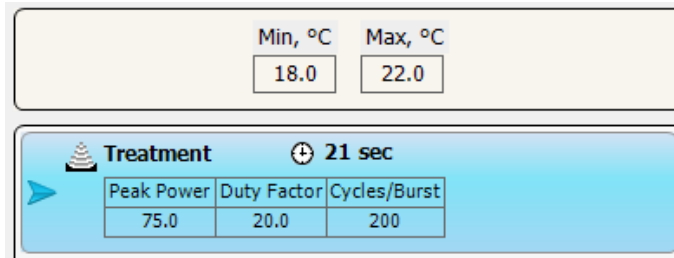 Min, °C Max, °C
18.0 22.0
Treatment 21 sec
Peak Power Duty Factor Cycles/Burst
75.0 20.0 200